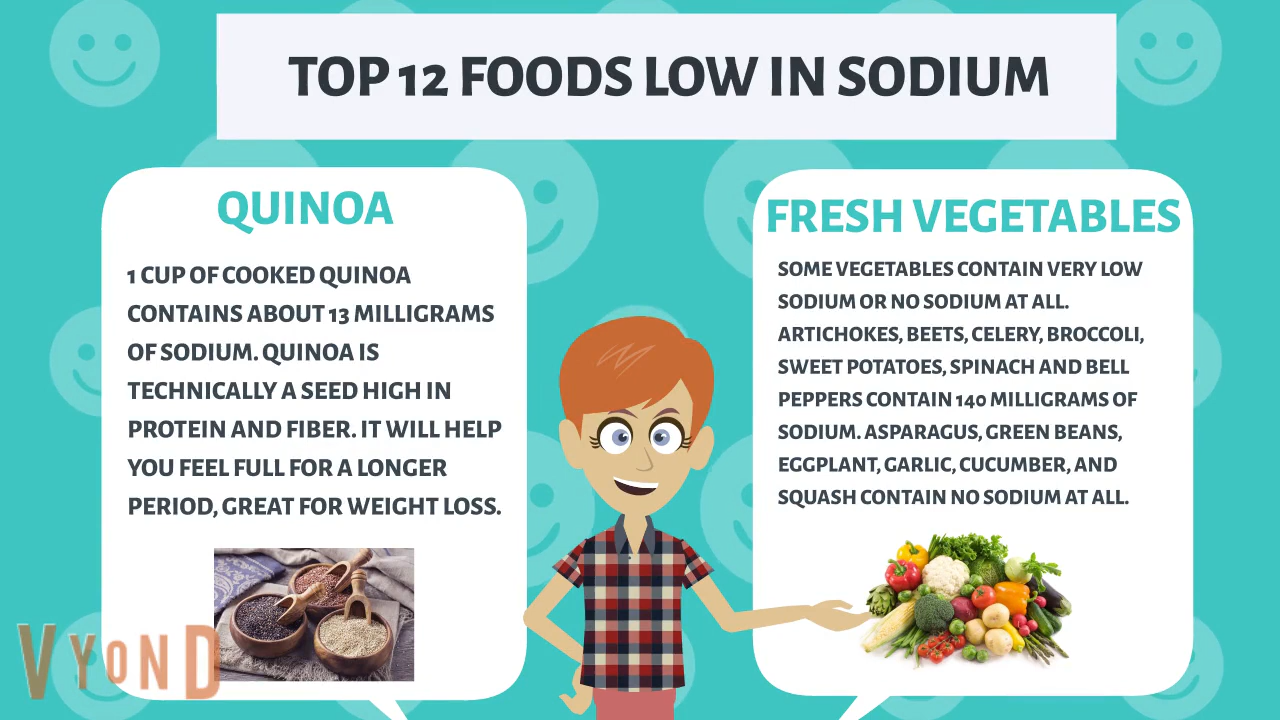 TOP 12 FOODS LOW IN SODIUM
QUINOA
1 CUP OF COOKED QUINOA
CONTAINS ABOUT 13 MILLIGRAMS
OF SODIUM. QUINOA IS
TECHNICALLY A SEED HIGH IN
PROTEIN AND FIBER. IT WILL HELP
YOU FEEL FULL FOR A LONGER
PERIOD, GREAT FOR WEIGHT LOSS.
FRESH VEGETABLES
SOME VEGETABLES CONTAIN VERY LOW
SODIUM OR NO SODIUM AT ALL.
ARTICHOKES, BEETS, CELERY, BROCCOLI,
SWEET POTATOES, SPINACH AND BELL
PEPPERS CONTAIN 140 MILLIGRAMS OF
SODIUM. ASPARAGUS, GREEN BEANS,
EGGPLANT, GARLIC, CUCUMBER, AND
SQUASH CONTAIN NO SODIUM AT ALL.
VYOND